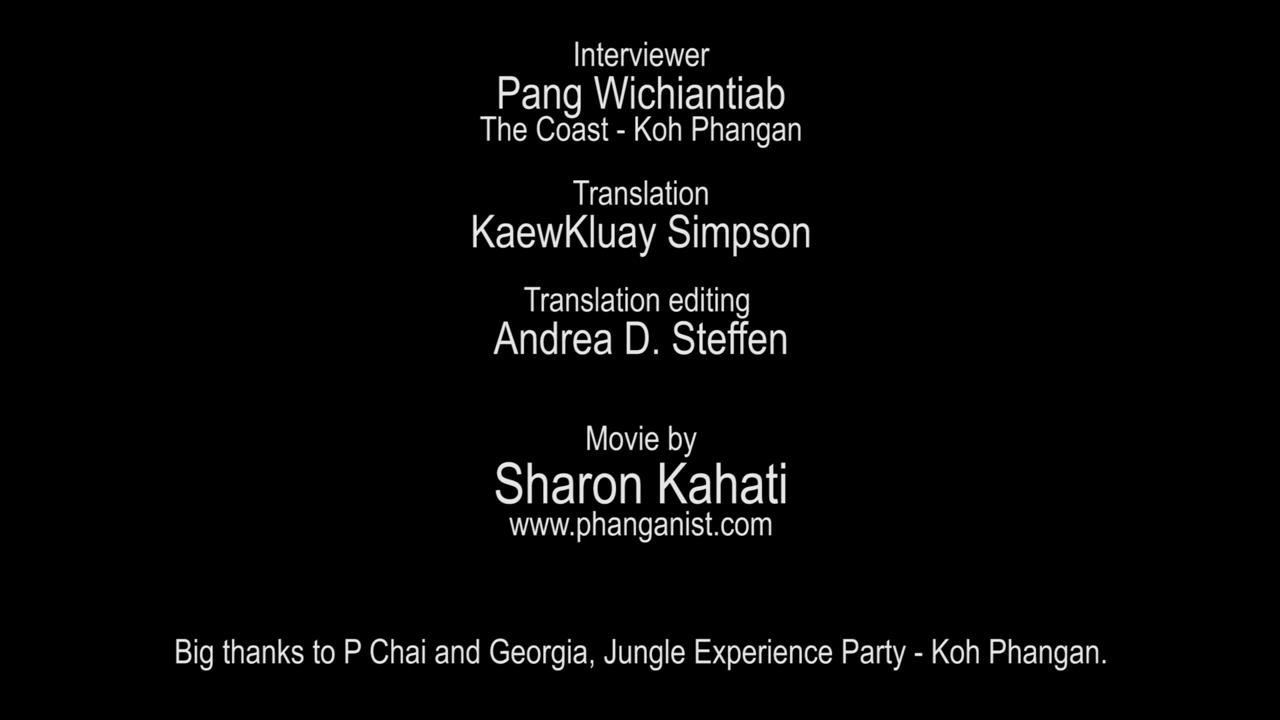 Interviewer
Pang Wichiantiab
The Coast - Koh Phangan
Translation
KaewKluay Simpson
Translation editing
Andrea D. Steffen
Movie by
Sharon Kahati
www.phanganist.com
Big thanks to P Chai and Georgia, Jungle Experience Party - Koh Phangan.